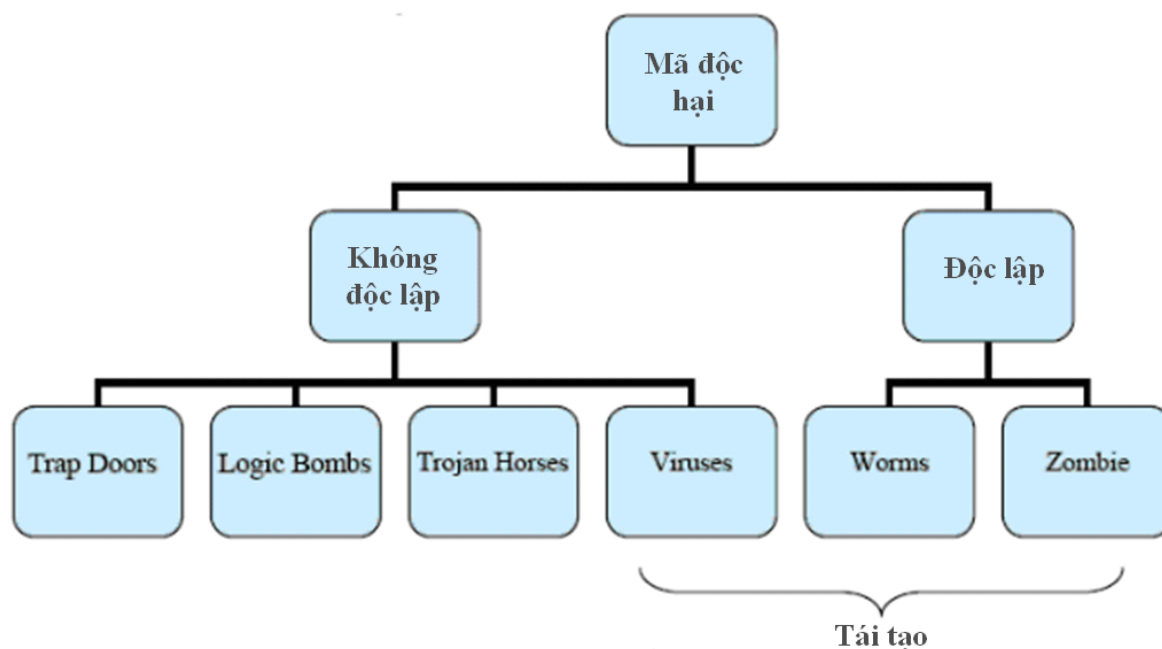 Mã độc
hại
Không
độc lập
Độc lập
Trap Doors
Logic Bombs
Trojan Horses
Viruses
Worms
Zombie
Tái tạo